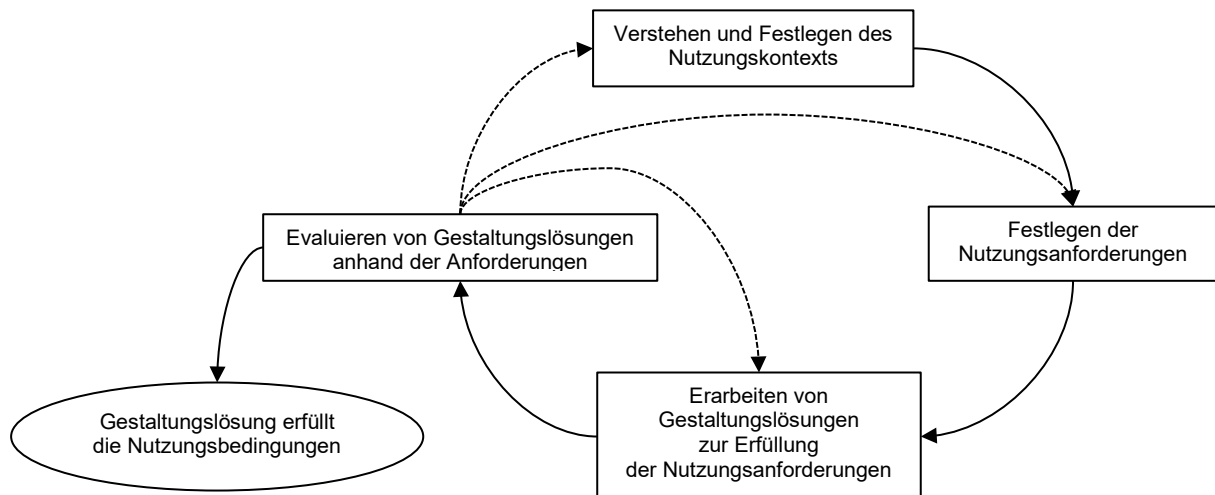 Verstehen und Festlegen des
Nutzungskontexts
Evaluieren von Gestaltungslösungen
anhand der Anforderungen
Festlegen der
Nutzungsanforderungen
Gestaltungslösung erfüllt
die Nutzungsbedingungen
Erarbeiten von
Gestaltungslösungen
zur Erfüllung
der Nutzungsanforderungen